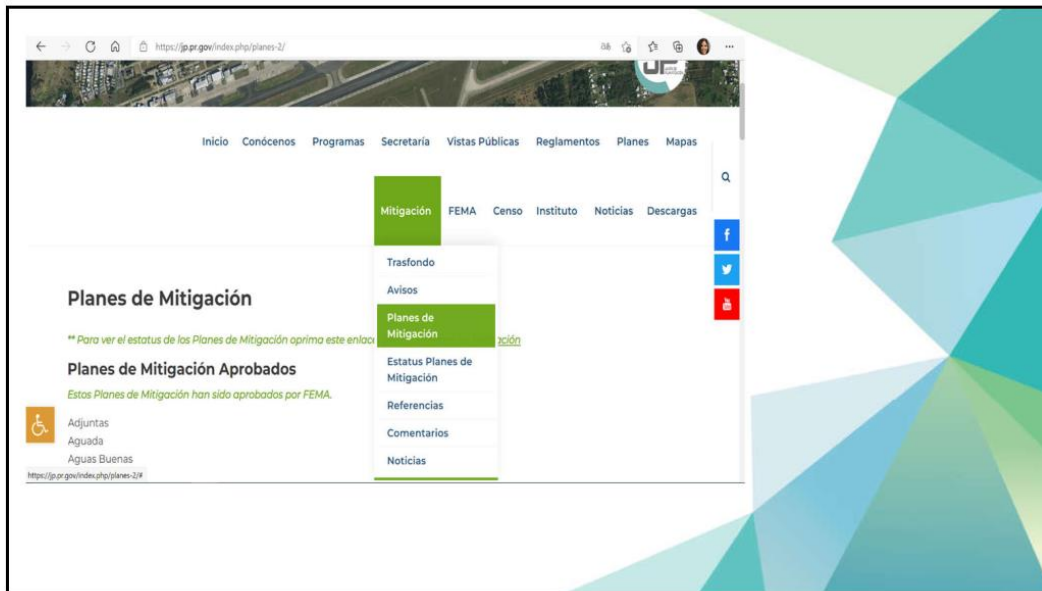 https://jp.pr.gov/index.php/planes-2/
JP
Inicio Conócenos Programas Secretaría Vistas Públicas Reglamentos Planes Mapas
Mitigación FEMA Censo Instituto Noticias Descargas
Trasfondo
Avisos
Planes de
Mitigación
Estatus Planes de
Mitigación
Referencias
Comentarios
Noticias
Planes de Mitigación
** Para ver el estatus de los Planes de Mitigación oprima este enlac
Planes de Mitigación Aprobados
Estos Planes de Mitigación han sido aprobados por FEMA.
Adjuntas
Aguada
Aguas Buenas
https://jp.pr.gov/index.php/planes-2/#